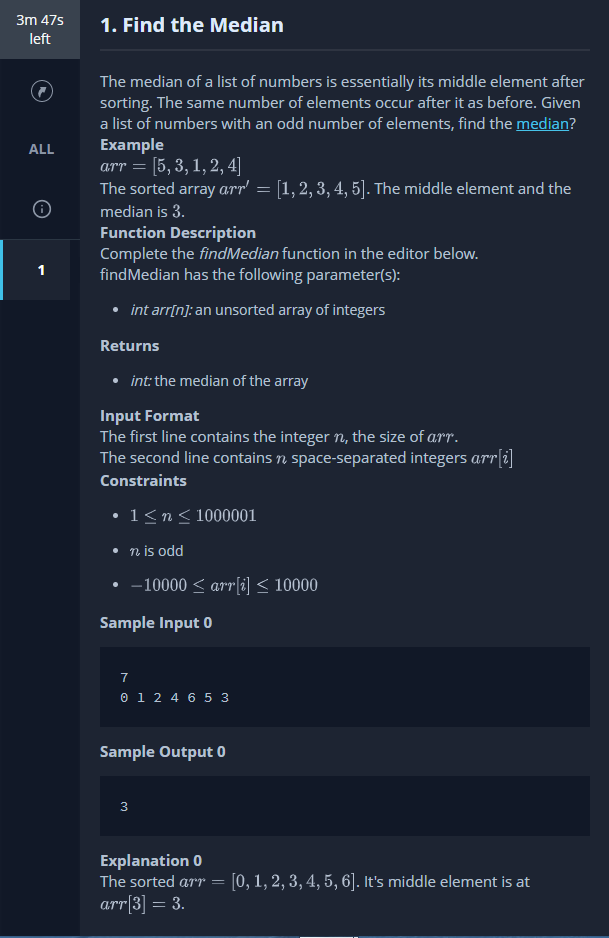 3m 47s
left
ALL
1
1. Find the Median
The median of a list of numbers is essentially its middle element after
sorting. The same number of elements occur after it as before. Given
a list of numbers with an odd number of elements, find the median?
Example
arr = [5, 3, 1, 2, 4]
The sorted array arr′ = [1, 2, 3, 4, 5]. The middle element and the
median is 3.
Function Description
Complete the findMedian function in the editor below.
findMedian has the following parameter(s):
• int arr[n]: an unsorted array of integers
Returns
• int: the median of the array
Input Format
The first line contains the integer n, the size of arr.
The second line contains n space-separated integers arr[i]
Constraints
• 1 ≤ n ≤ 1000001
• n is odd
• −10000 ≤ arr[i] ≤ 10000
Sample Input 0
7
0 1 2 4 6 5 3
Sample Output 0
3
Explanation 0
The sorted arr = [0, 1, 2, 3, 4, 5, 6]. It's middle element is at
arr[3] = 3.